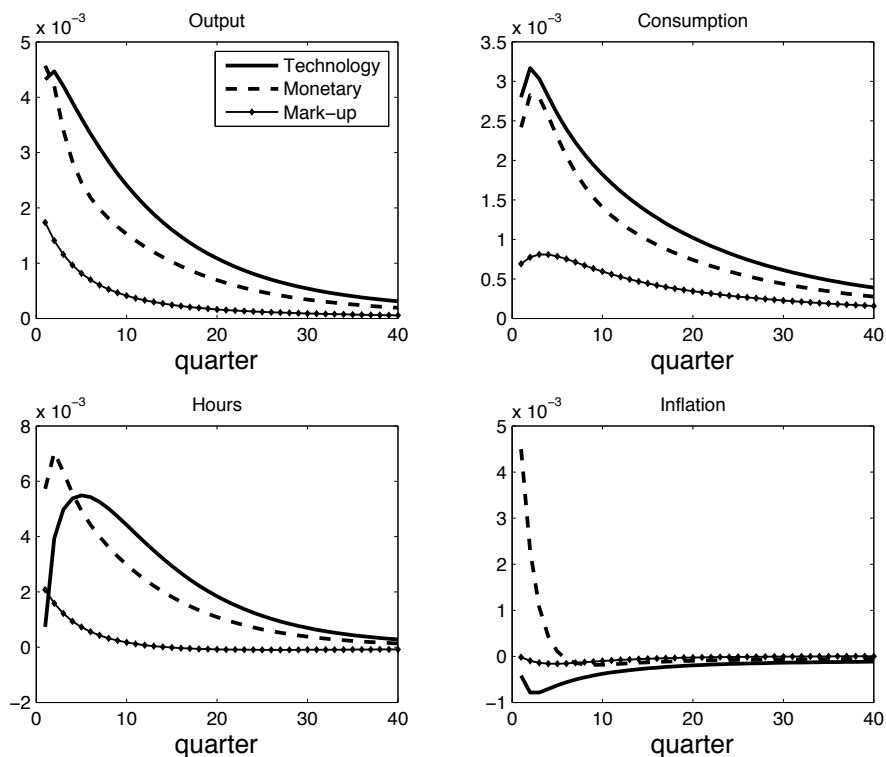 Output
x 10⁻³
5
4
3
2
1
0
0 10 20 30 40
quarter
Technology
Monetary
Mark−up
Consumption
x 10⁻³
3.5
3
2.5
2
1.5
1
0.5
0
0 10 20 30 40
quarter
Hours
x 10⁻³
8
6
4
2
0
−2
0 10 20 30 40
quarter
Inflation
x 10⁻³
5
4
3
2
1
0
−1
0 10 20 30 40
quarter